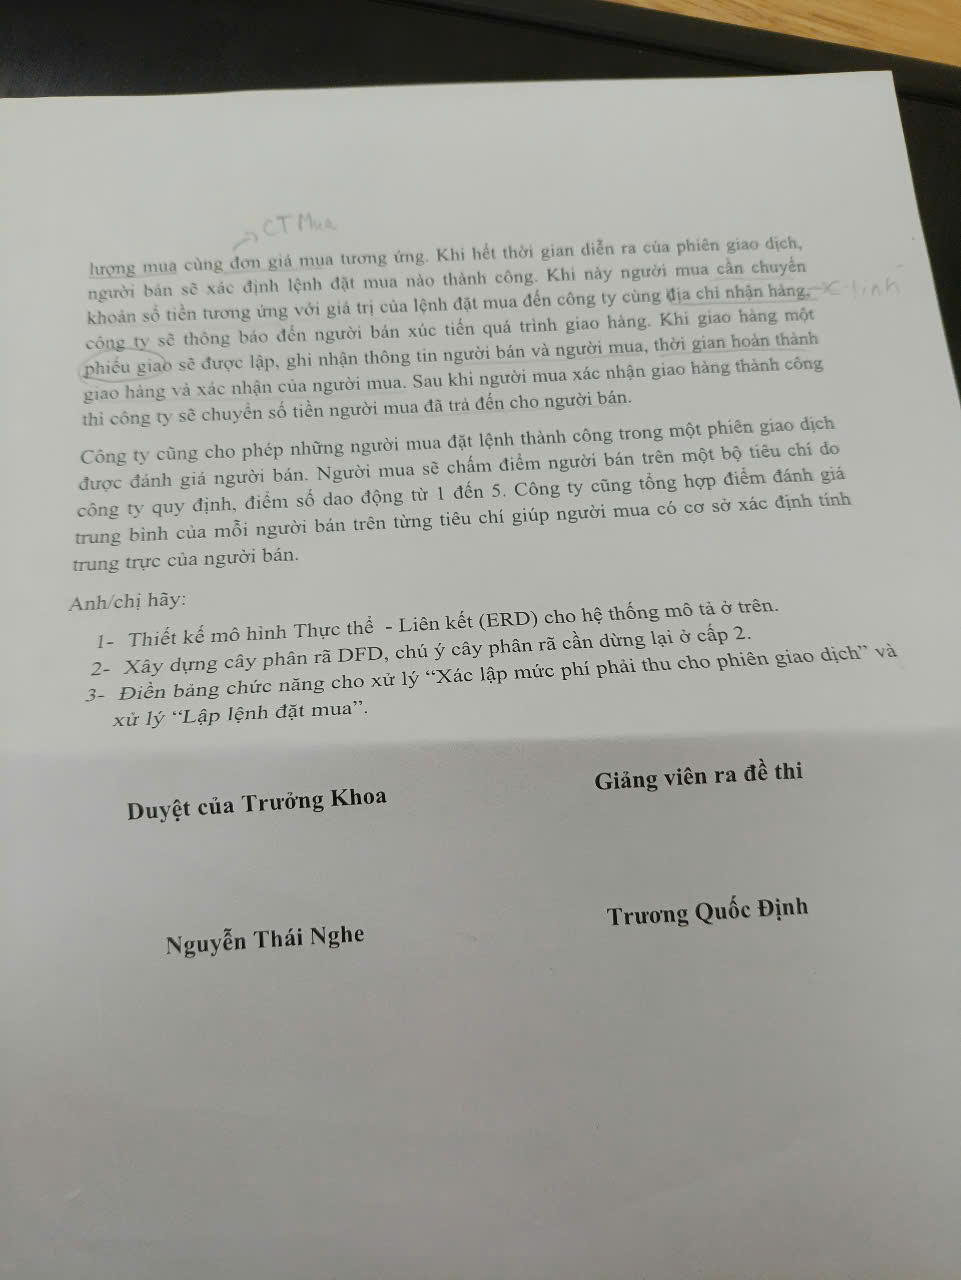 CT Mua
lượng mua cùng đơn giá mua tương ứng. Khi hết thời gian diễn ra của phiên giao dịch,
người bán sẽ xác định lệnh đặt mua nào thành công. Khi này người mua cần chuyển
khoản số tiền tương ứng với giá trị của lệnh đặt mua đến công ty cùng địa chỉ nhận hàng,
công ty sẽ thông báo đến người bán xúc tiến quá trình giao hàng. Khi giao hàng một
phiếu giao sẽ được lập, ghi nhận thông tin người bán và người mua, thời gian hoàn thành
giao hàng và xác nhận của người mua. Sau khi người mua xác nhận giao hàng thành công
thì công ty sẽ chuyển số tiền người mua đã trả đến cho người bán.
Công ty cũng cho phép những người mua đặt lệnh thành công trong một phiên giao dịch
được đánh giá người bán. Người mua sẽ chấm điểm người bán trên một bộ tiêu chí do
công ty quy định, điểm số dao động từ 1 đến 5. Công ty cũng tổng hợp điểm đánh giá
trung bình của mỗi người bán trên từng tiêu chí giúp người mua có cơ sở xác định tính
trung trực của người bán.
Anh/chị hãy:
1- Thiết kế mô hình Thực thể - Liên kết (ERD) cho hệ thống mô tả ở trên.
2- Xây dựng cây phân rã DFD, chú ý cây phân rã cần dừng lại ở cấp 2.
3- Điền bảng chức năng cho xử lý “Xác lập mức phí phải thu cho phiên giao dịch” và
xử lý “Lập lệnh đặt mua”.
Duyệt của Trưởng Khoa
Giảng viên ra đề thi
Nguyễn Thái Nghe
Trương Quốc Định